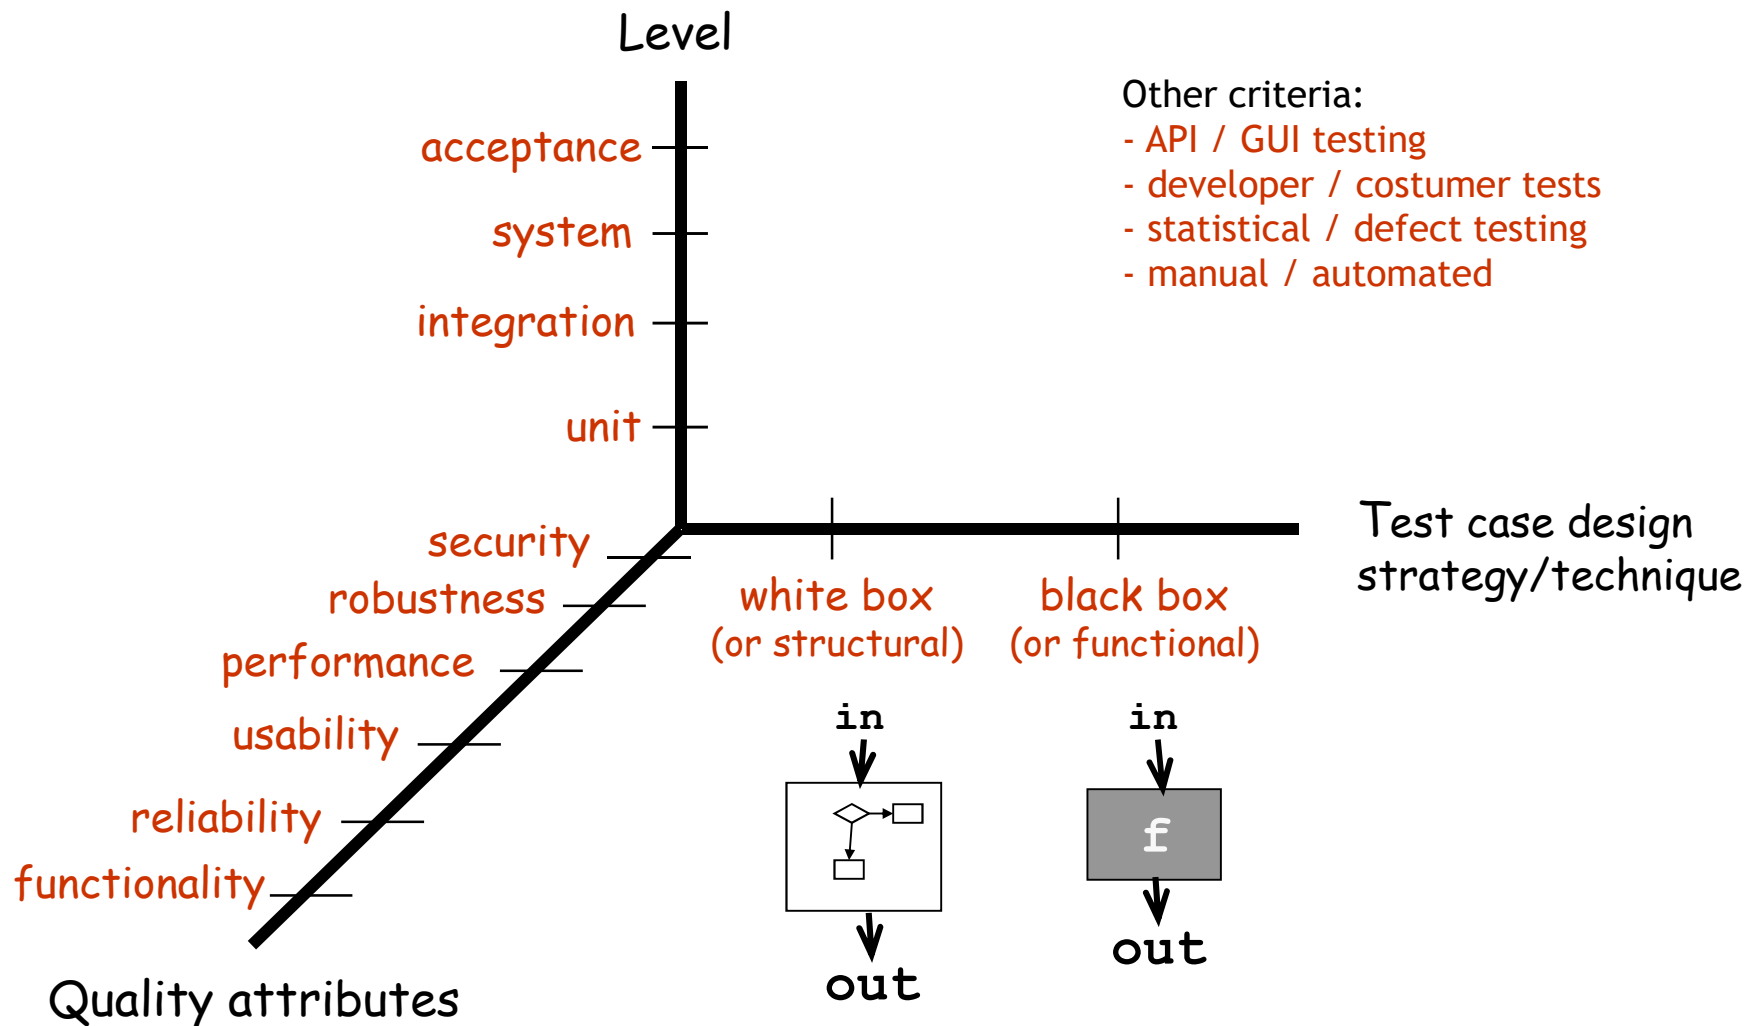 Level
Other criteria:
- API / GUI testing
- developer / costumer tests
- statistical / defect testing
- manual / automated
acceptance
system
integration
unit
Test case design
strategy/technique
security
robustness
performance
usability
reliability
functionality
Quality attributes
white box
(or structural)
black box
(or functional)
in
out
in
f
out